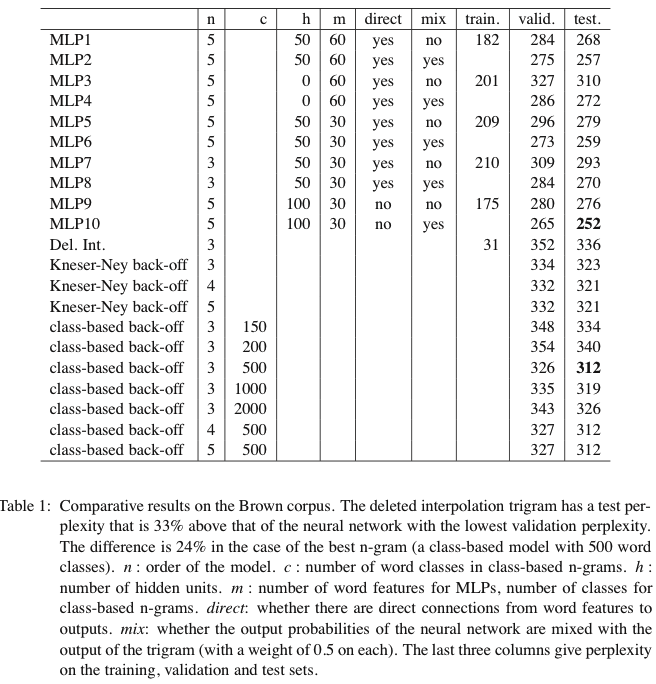 n c h m direct mix train. valid. test.
MLP1 5 50 60 yes no 182 284 268
MLP2 5 50 60 yes yes 275 257
MLP3 5 0 60 yes no 201 327 310
MLP4 5 0 60 yes yes 286 272
MLP5 5 50 30 yes no 209 296 279
MLP6 5 50 30 yes yes 273 259
MLP7 3 50 30 yes no 210 309 293
MLP8 3 50 30 yes yes 284 270
MLP9 5 100 30 no no 175 280 276
MLP10 5 100 30 no yes 265 252
Del. Int. 3 31 352 336
Kneser-Ney back-off 3 334 323
Kneser-Ney back-off 4 332 321
Kneser-Ney back-off 5 332 321
class-based back-off 3 150 348 334
class-based back-off 3 200 354 340
class-based back-off 3 500 326 312
class-based back-off 3 1000 335 319
class-based back-off 3 2000 343 326
class-based back-off 4 500 327 312
class-based back-off 5 500 327 312
Table 1: Comparative results on the Brown corpus. The deleted interpolation trigram has a test per-
plexity that is 33% above that of the neural network with the lowest validation perplexity.
The difference is 24% in the case of the best n-gram (a class-based model with 500 word
classes). n : order of the model. c : number of word classes in class-based n-grams. h :
number of hidden units. m : number of word features for MLPs, number of classes for
class-based n-grams. direct: whether there are direct connections from word features to
outputs. mix: whether the output probabilities of the neural network are mixed with the
output of the trigram (with a weight of 0.5 on each). The last three columns give perplexity
on the training, validation and test sets.